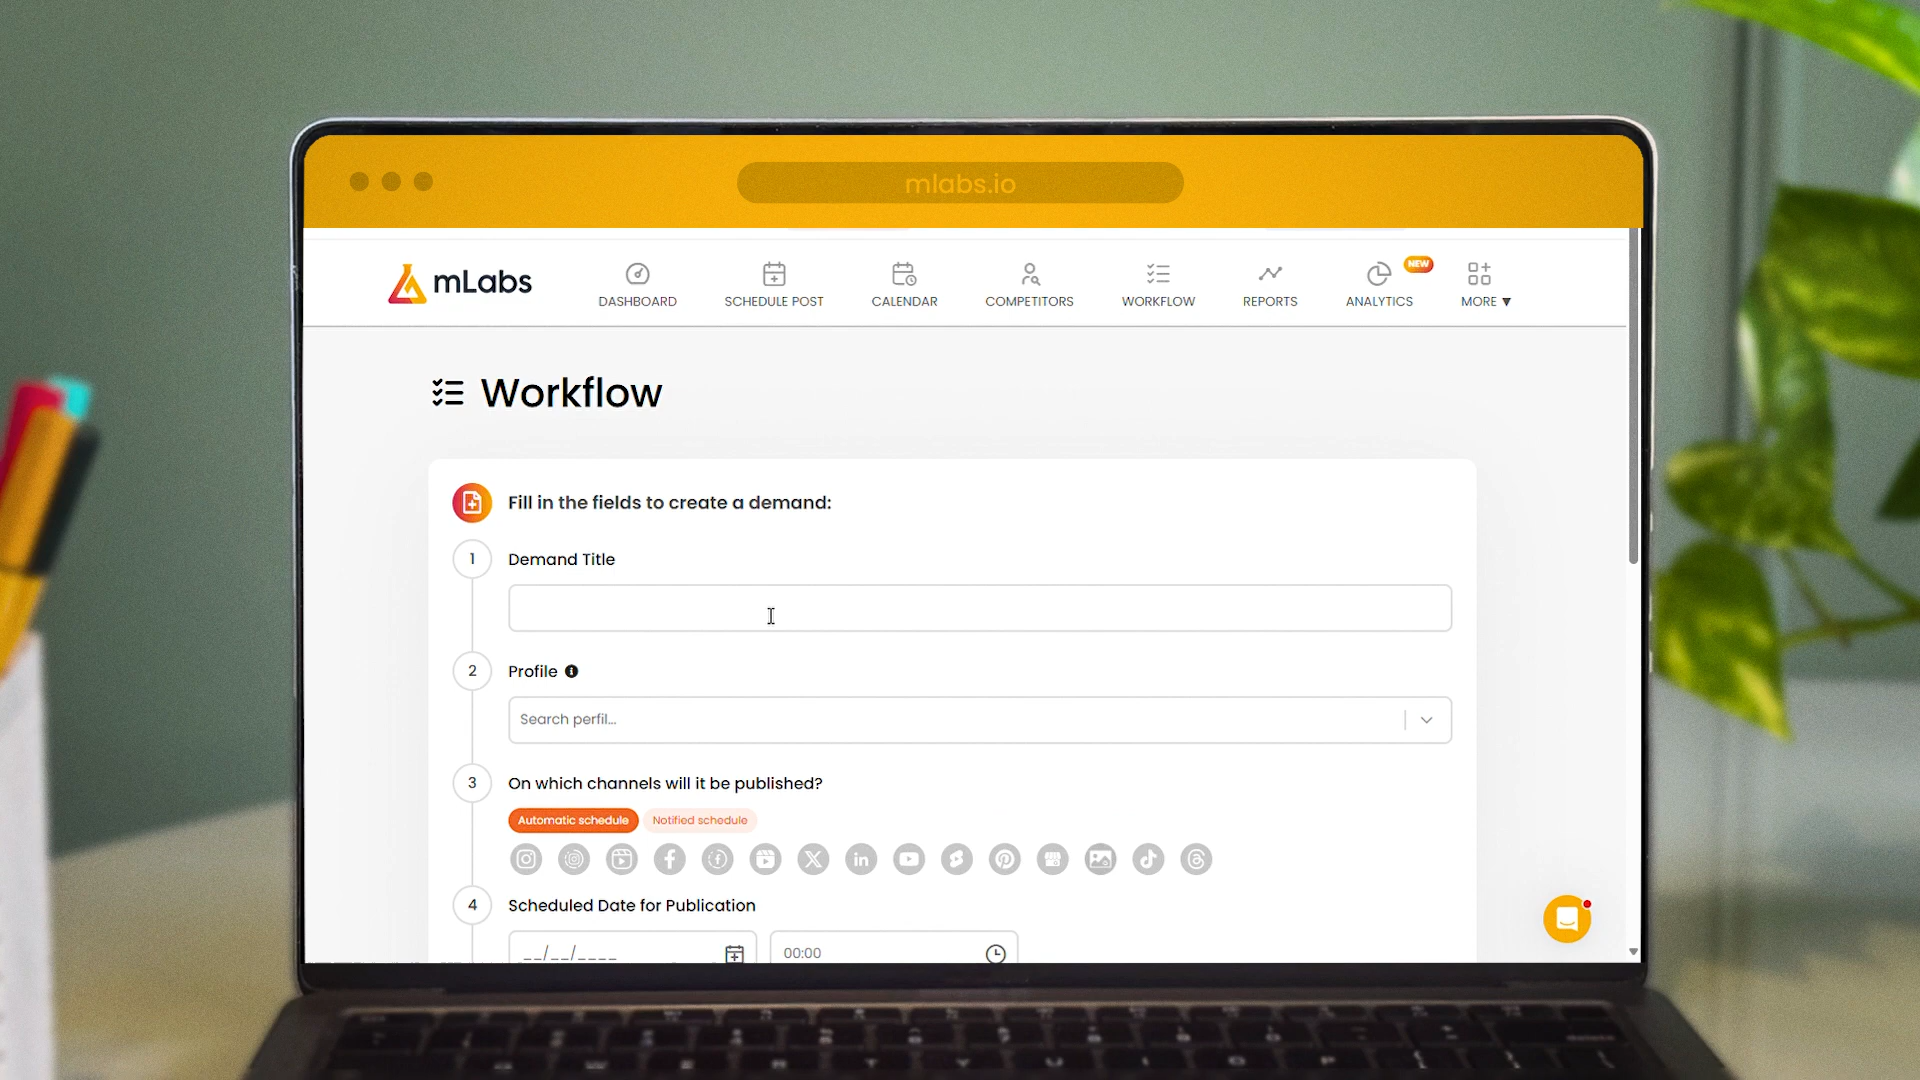 mlabs.io
mLabs
DASHBOARD
SCHEDULE POST
CALENDAR
COMPETITORS
WORKFLOW
REPORTS
NEW
ANALYTICS
MORE ▼
Workflow
Fill in the fields to create a demand:
1 Demand Title
2 Profile
Search perfil...
3 On which channels will it be published?
Automatic schedule Notified schedule
4 Scheduled Date for Publication
__/__/____ 00:00